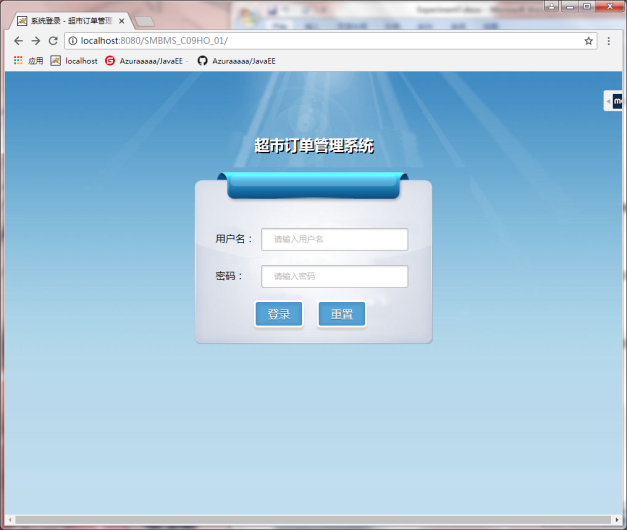 系统登录 - 超市订单管理
localhost:8080/SMBMS_C09HO_01/
应用 localhost Azuraaaaa/JavaEE - Azuraaaaa/JavaEE
超市订单管理系统
用户名： 请输入用户名
密码： 请输入密码
登录 重置